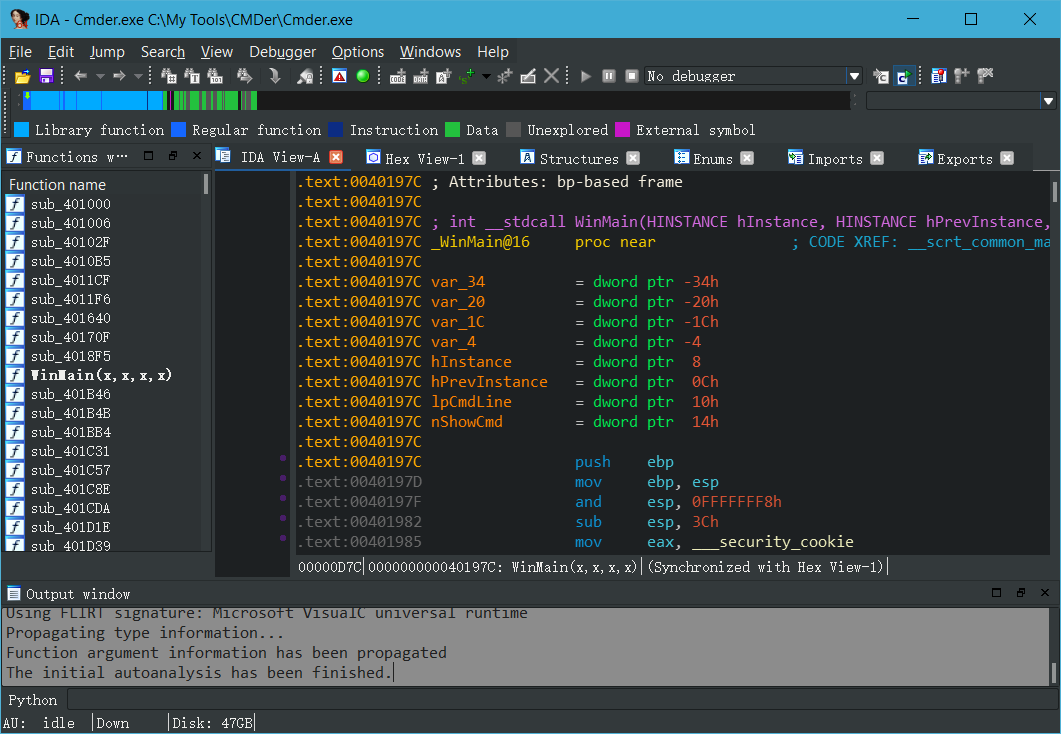 IDA - Cmder.exe C:\My Tools\CMDer\Cmder.exe
File Edit Jump Search View Debugger Options Windows Help
No debugger
Library function Regular function Instruction Data Unexplored External symbol
Functions w… IDA View-A Hex View-1 Structures Enums Imports Exports
Function name
sub_401000
sub_401006
sub_40102F
sub_4010B5
sub_4011CF
sub_4011F6
sub_401640
sub_40170F
sub_4018F5
WinMain(x,x,x,x)
sub_401B46
sub_401B4B
sub_401BB4
sub_401C31
sub_401C57
sub_401C8E
sub_401CDA
sub_401D1E
sub_401D39
.text:0040197C ; Attributes: bp-based frame
.text:0040197C
.text:0040197C ; int __stdcall WinMain(HINSTANCE hInstance, HINSTANCE hPrevInstance,
.text:0040197C _WinMain@16 proc near ; CODE XREF: __scrt_common_ma
.text:0040197C
.text:0040197C var_34 = dword ptr -34h
.text:0040197C var_20 = dword ptr -20h
.text:0040197C var_1C = dword ptr -1Ch
.text:0040197C var_4 = dword ptr -4
.text:0040197C hInstance = dword ptr 8
.text:0040197C hPrevInstance = dword ptr 0Ch
.text:0040197C lpCmdLine = dword ptr 10h
.text:0040197C nShowCmd = dword ptr 14h
.text:0040197C
.text:0040197C push ebp
.text:0040197D mov ebp, esp
.text:0040197F and esp, 0FFFFFFF8h
.text:00401982 sub esp, 3Ch
.text:00401985 mov eax, ___security_cookie
00000D7C 000000000040197C: WinMain(x,x,x,x) (Synchronized with Hex View-1)
Output window
Using FLIRT signature: Microsoft VisualC universal runtime
Propagating type information...
Function argument information has been propagated
The initial autoanalysis has been finished.
Python
AU: idle Down Disk: 47GB